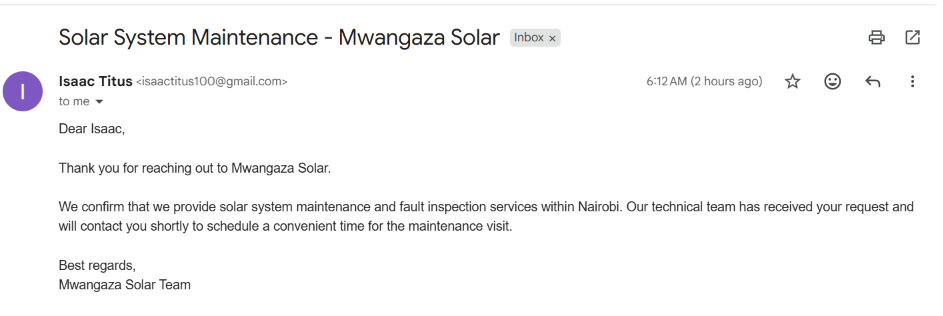 Solar System Maintenance - Mwangaza Solar Inbox x
I
Isaac Titus <isaactitus100@gmail.com>
6:12 AM (2 hours ago)
to me
Dear Isaac,
Thank you for reaching out to Mwangaza Solar.
We confirm that we provide solar system maintenance and fault inspection services within Nairobi. Our technical team has received your request and
will contact you shortly to schedule a convenient time for the maintenance visit.
Best regards,
Mwangaza Solar Team